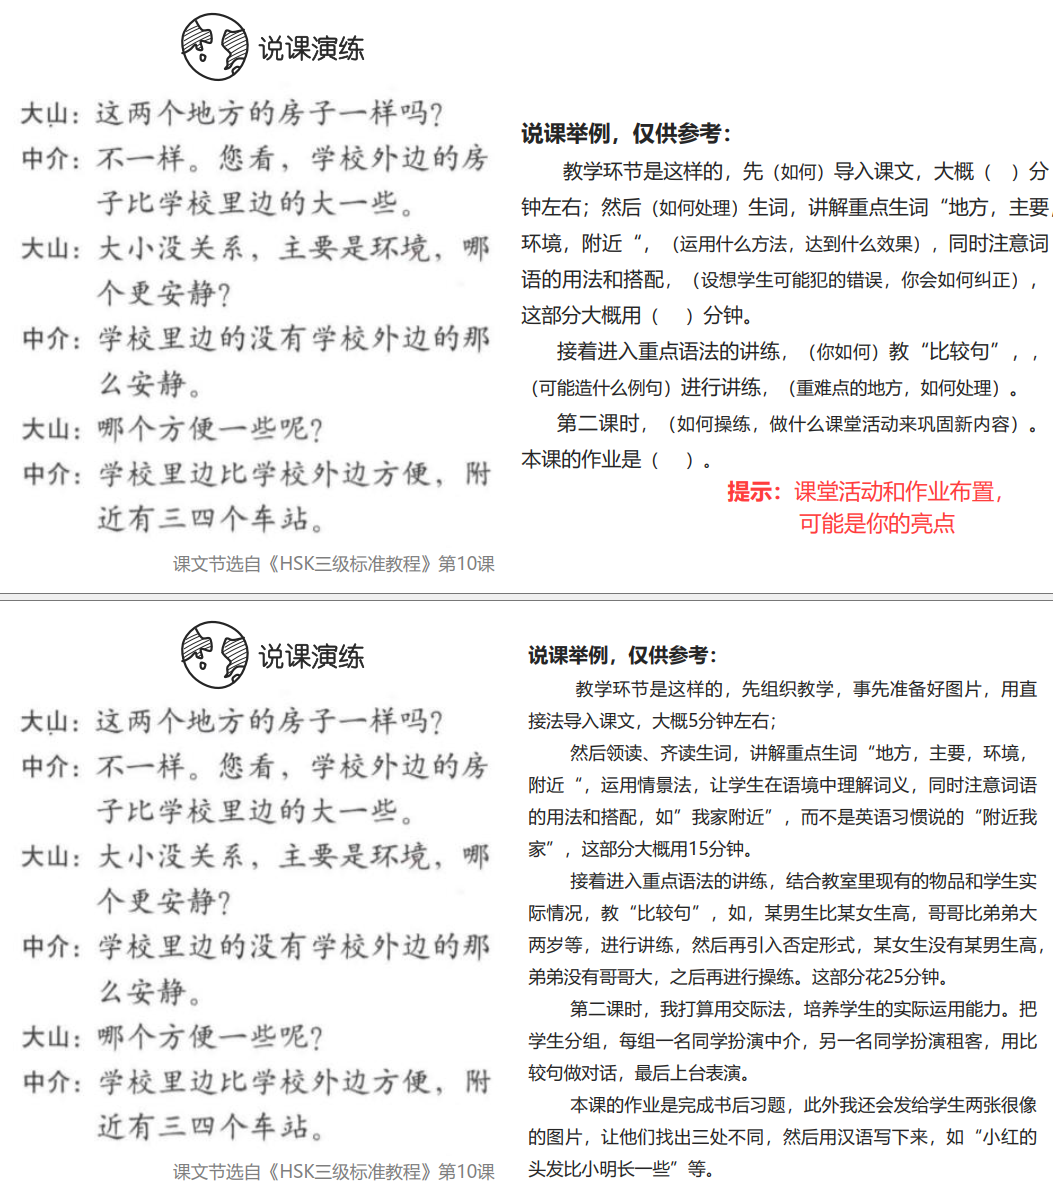 说课演练
大山：这两个地方的房子一样吗？
中介：不一样。您看，学校外边的房
子比学校里边的大一些。
大山：大小没关系，主要是环境，哪
个更安静？
中介：学校里边的没有学校外边的那
么安静。
大山：哪个方便一些呢？
中介：学校里边比学校外边方便，附
近有三四个车站。
课文节选自《HSK三级标准教程》第10课
说课举例，仅供参考：
教学环节是这样的，先（如何）导入课文，大概（ ）分
钟左右；然后（如何处理）生词，讲解重点生词“地方，主要，
环境，附近“，（运用什么方法，达到什么效果），同时注意词
语的用法和搭配，（设想学生可能犯的错误，你会如何纠正），
这部分大概用（ ）分钟。
接着进入重点语法的讲练，（你如何）教“比较句”，，
（可能造什么例句）进行讲练，（重难点的地方，如何处理）。
第二课时，（如何操练，做什么课堂活动来巩固新内容）。
本课的作业是（ ）。
提示：课堂活动和作业布置，
可能是你的亮点
说课演练
大山：这两个地方的房子一样吗？
中介：不一样。您看，学校外边的房
子比学校里边的大一些。
大山：大小没关系，主要是环境，哪
个更安静？
中介：学校里边的没有学校外边的那
么安静。
大山：哪个方便一些呢？
中介：学校里边比学校外边方便，附
近有三四个车站。
课文节选自《HSK三级标准教程》第10课
说课举例，仅供参考：
教学环节是这样的，先组织教学，事先准备好图片，用直
接法导入课文，大概5分钟左右；
然后领读、齐读生词，讲解重点生词“地方，主要，环境，
附近“，运用情景法，让学生在语境中理解词义，同时注意词语
的用法和搭配，如”我家附近”，而不是英语习惯说的“附近我
家”，这部分大概用15分钟。
接着进入重点语法的讲练，结合教室里现有的物品和学生实
际情况，教“比较句”，如，某男生比某女生高，哥哥比弟弟大
两岁等，进行讲练，然后再引入否定形式，某女生没有某男生高，
弟弟没有哥哥大，之后再进行操练。这部分花25分钟。
第二课时，我打算用交际法，培养学生的实际运用能力。把
学生分组，每组一名同学扮演中介，另一名同学扮演租客，用比
较句做对话，最后上台表演。
本课的作业是完成书后习题，此外我还会发给学生两张很像
的图片，让他们找出三处不同，然后用汉语写下来，如“小红的
头发比小明长一些”等。